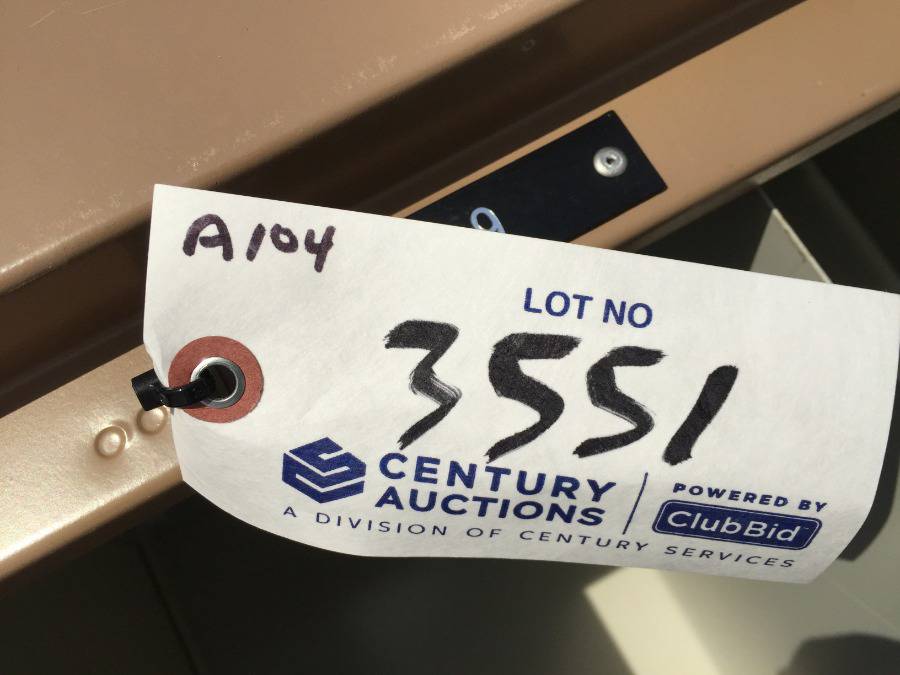 A104
LOT NO
3551
CENTURY
AUCTIONS
A DIVISION OF CENTURY SERVICES
POWERED BY
ClubBid